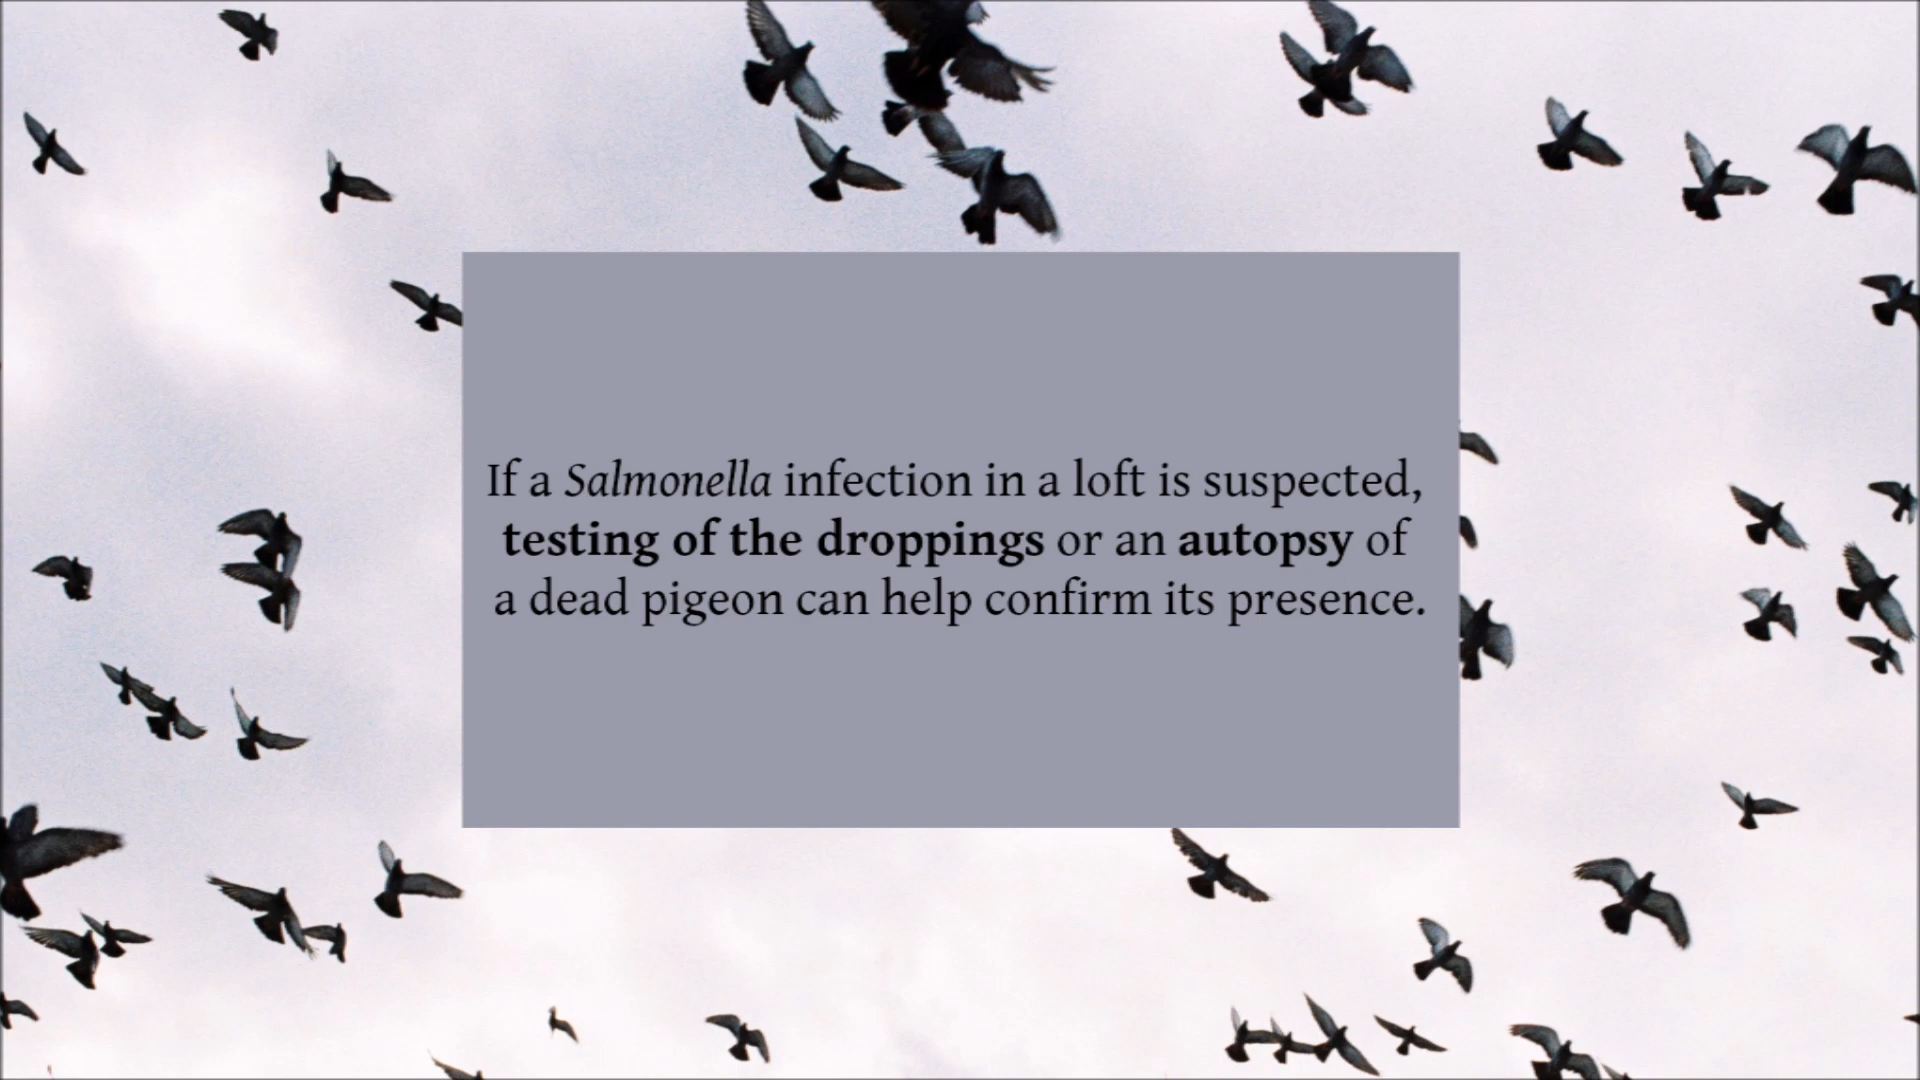 If a Salmonella infection in a loft is suspected,
testing of the droppings or an autopsy of
a dead pigeon can help confirm its presence.